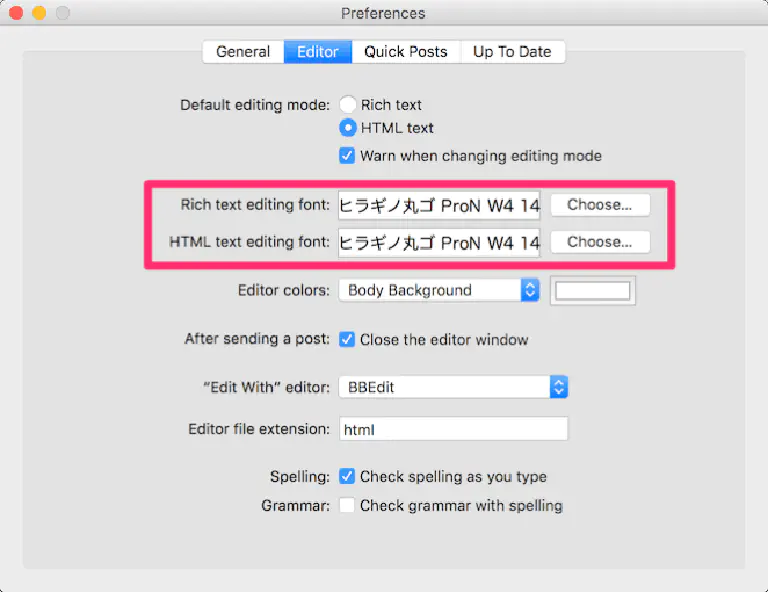 Preferences
General Editor Quick Posts Up To Date
Default editing mode: Rich text
HTML text
Warn when changing editing mode
Rich text editing font: ヒラギノ丸ゴ ProN W4 14 Choose...
HTML text editing font: ヒラギノ丸ゴ ProN W4 14 Choose...
Editor colors: Body Background
After sending a post: Close the editor window
“Edit With” editor: BBEdit
Editor file extension: html
Spelling: Check spelling as you type
Grammar: Check grammar with spelling